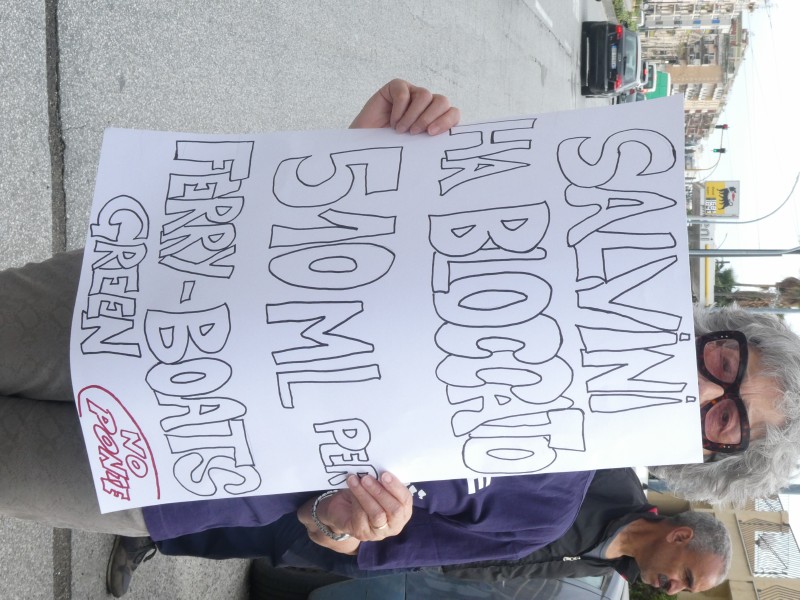 SALVINI
HA BLOCCATO
510 ML PER
FERRY-BOATS
GREEN
NO
PONTE